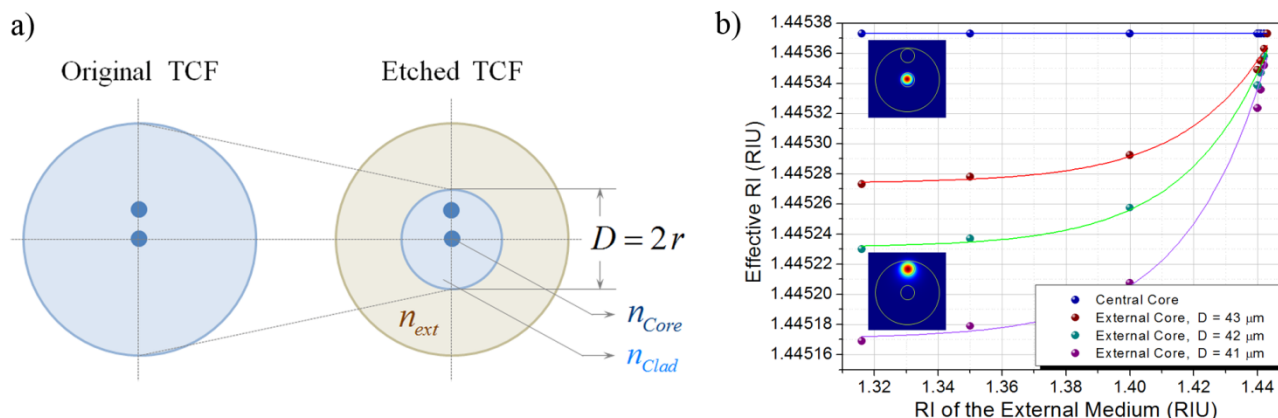 a)
Original TCF
Etched TCF
D = 2r
n_ext
n_Core
n_Clad
b)
Effective RI (RIU)
1.44538
1.44536
1.44534
1.44532
1.44530
1.44528
1.44526
1.44524
1.44522
1.44520
1.44518
1.44516
Central Core
External Core, D = 43 μm
External Core, D = 42 μm
External Core, D = 41 μm
1.32 1.34 1.36 1.38 1.40 1.42 1.44
RI of the External Medium (RIU)